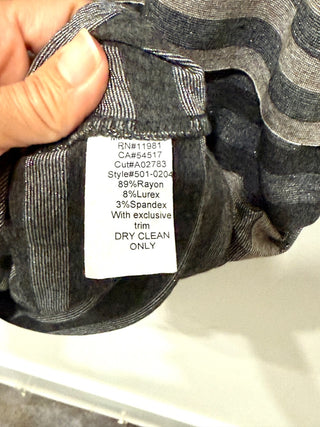 RN#11981
CA#54517
Cut#A02783
Style#501-0204
89%Rayon
8%Lurex
3%Spandex
With exclusive
trim
DRY CLEAN
ONLY